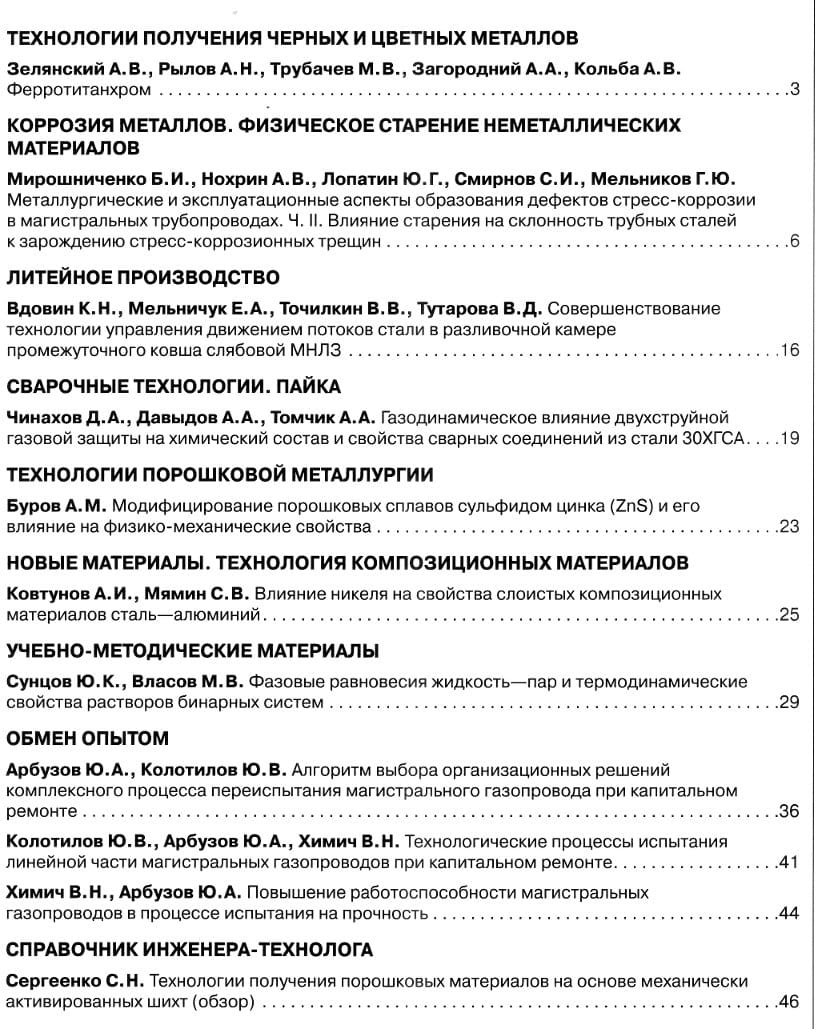 ТЕХНОЛОГИИ ПОЛУЧЕНИЯ ЧЕРНЫХ И ЦВЕТНЫХ МЕТАЛЛОВ
Зелянский А.В., Рылов А.Н., Трубачев М.В., Загородний А.А., Кольба А.В.
Ферротитанхром . . . . . . . . . . . . . . . . . . . . . . . . . . . . . . . . . . . . . . . . 3
КОРРОЗИЯ МЕТАЛЛОВ. ФИЗИЧЕСКОЕ СТАРЕНИЕ НЕМЕТАЛЛИЧЕСКИХ
МАТЕРИАЛОВ
Мирошниченко Б.И., Нохрин А.В., Лопатин Ю.Г., Смирнов С.И., Мельников Г.Ю.
Металлургические и эксплуатационные аспекты образования дефектов стресс-коррозии
в магистральных трубопроводах. Ч. II. Влияние старения на склонность трубных сталей
к зарождению стресс-коррозионных трещин . . . . . . . . . . . . . . . . . . . . . . . . . 6
ЛИТЕЙНОЕ ПРОИЗВОДСТВО
Вдовин К.Н., Мельничук Е.А., Точилкин В.В., Тутарова В.Д. Совершенствование
технологии управления движением потоков стали в разливочной камере
промежуточного ковша слябовой МНЛЗ . . . . . . . . . . . . . . . . . . . . . . . . . . . 16
СВАРОЧНЫЕ ТЕХНОЛОГИИ. ПАЙКА
Чинахов Д.А., Давыдов А.А., Томчик А.А. Газодинамическое влияние двухструйной
газовой защиты на химический состав и свойства сварных соединений из стали 30ХГСА. . . . 19
ТЕХНОЛОГИИ ПОРОШКОВОЙ МЕТАЛЛУРГИИ
Буров А.М. Модифицирование порошковых сплавов сульфидом цинка (ZnS) и его
влияние на физико-механические свойства . . . . . . . . . . . . . . . . . . . . . . . . . 23
НОВЫЕ МАТЕРИАЛЫ. ТЕХНОЛОГИЯ КОМПОЗИЦИОННЫХ МАТЕРИАЛОВ
Ковтунов А.И., Мямин С.В. Влияние никеля на свойства слоистых композиционных
материалов сталь—алюминий . . . . . . . . . . . . . . . . . . . . . . . . . . . . . . . . 25
УЧЕБНО-МЕТОДИЧЕСКИЕ МАТЕРИАЛЫ
Сунцов Ю.К., Власов М.В. Фазовые равновесия жидкость—пар и термодинамические
свойства растворов бинарных систем . . . . . . . . . . . . . . . . . . . . . . . . . . . . 29
ОБМЕН ОПЫТОМ
Арбузов Ю.А., Колотилов Ю.В. Алгоритм выбора организационных решений
комплексного процесса переиспытания магистрального газопровода при капитальном
ремонте . . . . . . . . . . . . . . . . . . . . . . . . . . . . . . . . . . . . . . . . . . . 36
Колотилов Ю.В., Арбузов Ю.А., Химич В.Н. Технологические процессы испытания
линейной части магистральных газопроводов при капитальном ремонте. . . . . . . . . . . 41
Химич В.Н., Арбузов Ю.А. Повышение работоспособности магистральных
газопроводов в процессе испытания на прочность . . . . . . . . . . . . . . . . . . . . . . 44
СПРАВОЧНИК ИНЖЕНЕРА-ТЕХНОЛОГА
Сергеенко С.Н. Технологии получения порошковых материалов на основе механически
активированных шихт (обзор) . . . . . . . . . . . . . . . . . . . . . . . . . . . . . . . . 46